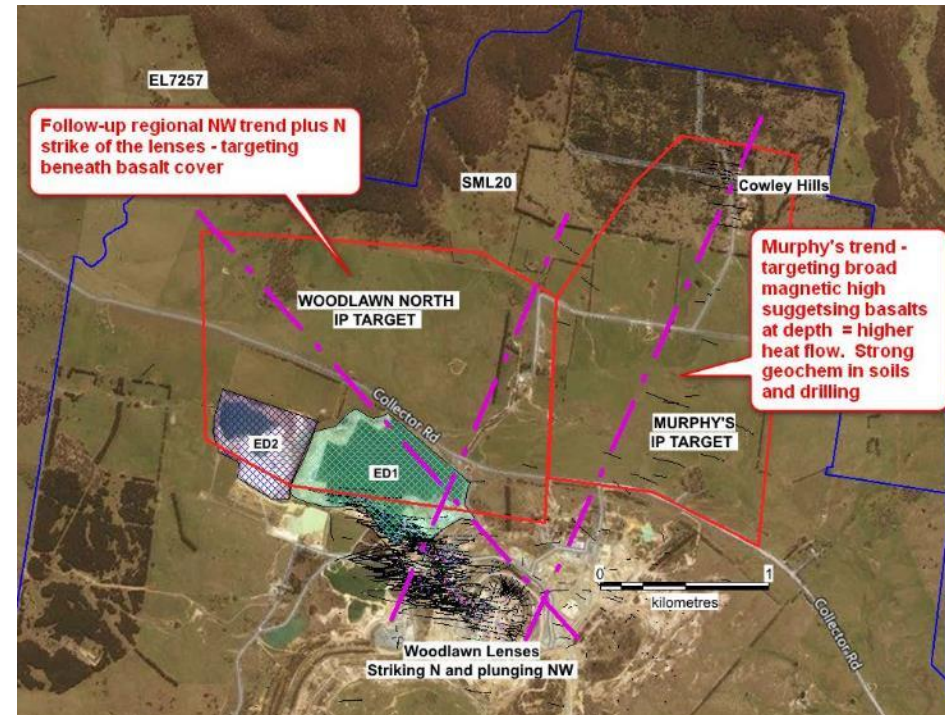 EL7257
Follow-up regional NW trend plus N
strike of the lenses - targeting
beneath basalt cover
SML20
Cowley Hills
Murphy's trend -
targeting broad
magnetic high
suggetsing basalts
at depth = higher
heat flow. Strong
geochem in soils
and drilling
WOODLAWN NORTH
IP TARGET
Collector Rd
MURPHY'S
IP TARGET
ED2
ED1
0
1
kilometres
Collector Rd
Woodlawn Lenses
Striking N and plunging NW